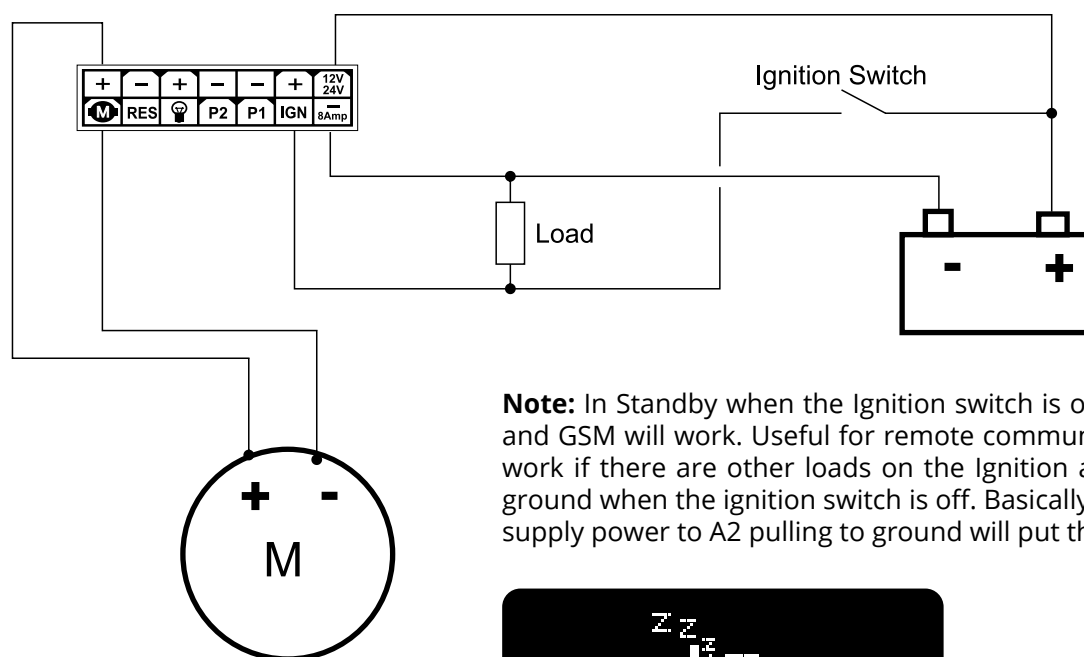 + − + − − + 12V 24V
M RES P2 P1 IGN − 8Amp
Ignition Switch
Load
- +
Note: In Standby when the Ignition switch is o
and GSM will work. Useful for remote commun
work if there are other loads on the Ignition a
ground when the ignition switch is off. Basically
supply power to A2 pulling to ground will put th
+ -
M
Z Z Z